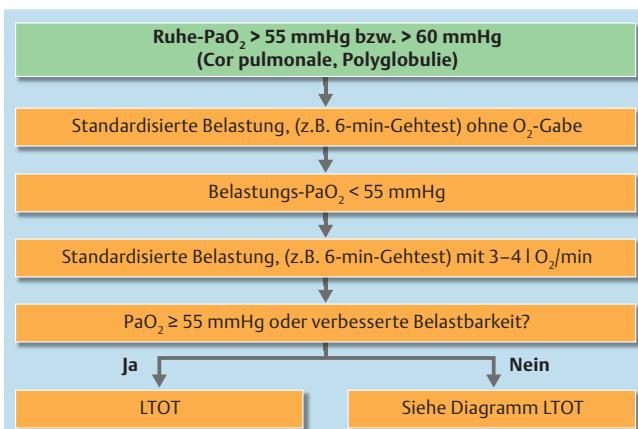 Ruhe-PaO₂ > 55 mmHg bzw. > 60 mmHg
(Cor pulmonale, Polyglobulie)
Standardisierte Belastung, (z.B. 6-min-Gehtest) ohne O₂-Gabe
Belastungs-PaO₂ < 55 mmHg
Standardisierte Belastung, (z.B. 6-min-Gehtest) mit 3–4 l O₂/min
PaO₂ ≥ 55 mmHg oder verbesserte Belastbarkeit?
Ja
Nein
LTOT
Siehe Diagramm LTOT